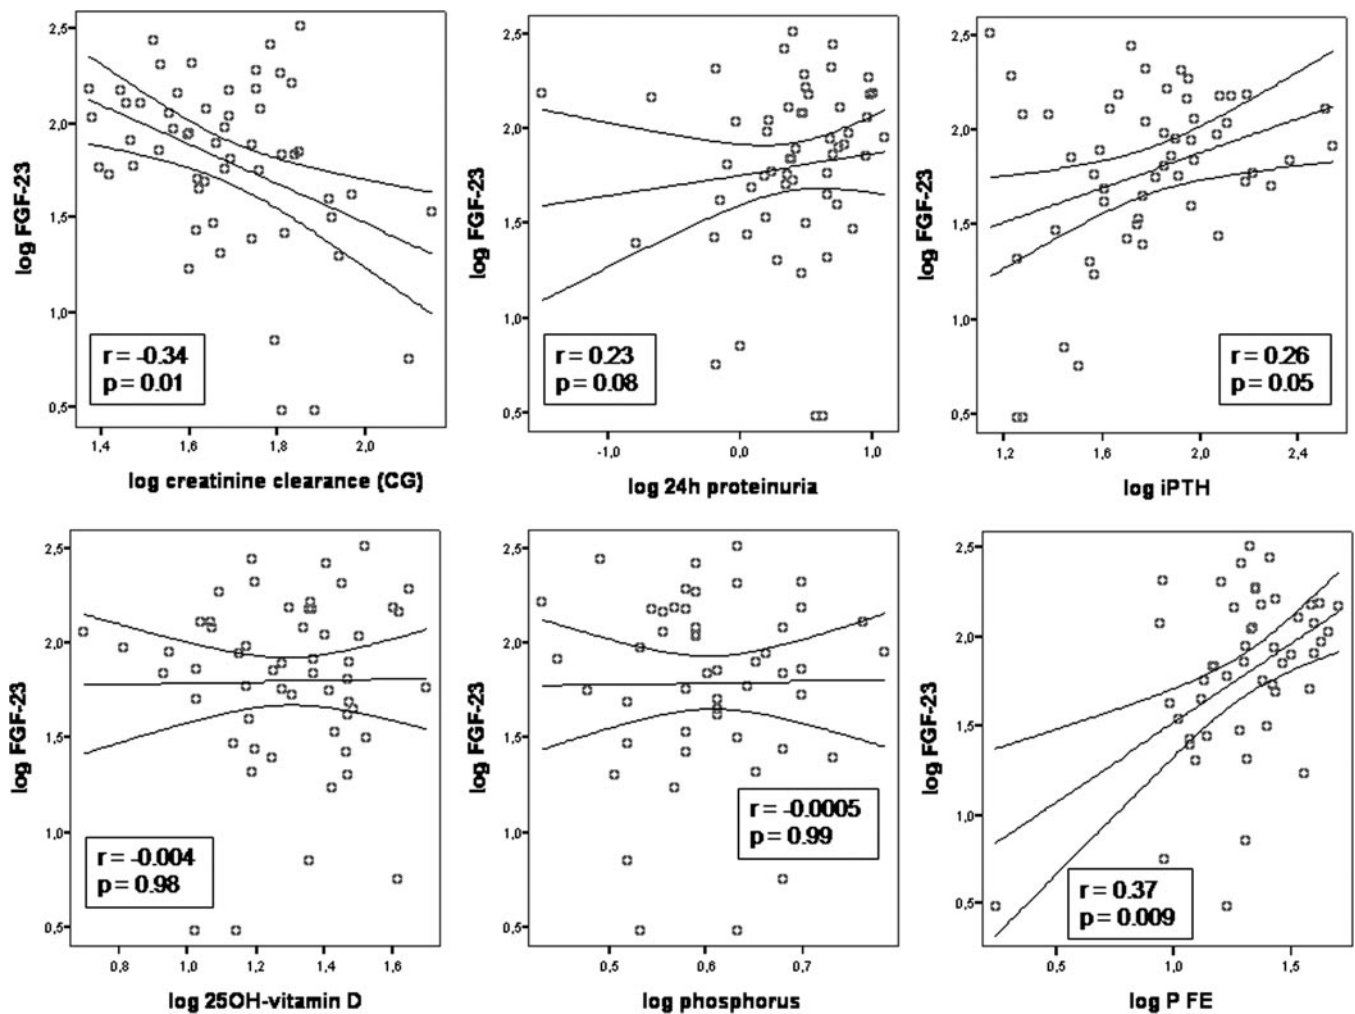 2,5
2,0
1,5
1,0
0,5
log FGF-23
r = -0.34
p = 0.01
1,4 1,6 1,8 2,0
log creatinine clearance (CG)
2,5
2,0
1,5
1,0
0,5
log FGF-23
r = 0.23
p = 0.08
-1,0 0,0 1,0
log 24h proteinuria
2,5
2,0
1,5
1,0
0,5
log FGF-23
r = 0.26
p = 0.05
1,2 1,6 2,0 2,4
log iPTH
2,5
2,0
1,5
1,0
0,5
log FGF-23
r = -0.004
p = 0.98
0,8 1,0 1,2 1,4 1,6
log 25OH-vitamin D
2,5
2,0
1,5
1,0
0,5
log FGF-23
r = -0.0005
p = 0.99
0,5 0,6 0,7
log phosphorus
2,5
2,0
1,5
1,0
0,5
log FGF-23
r = 0.37
p = 0.009
0,5 1,0 1,5
log P FE